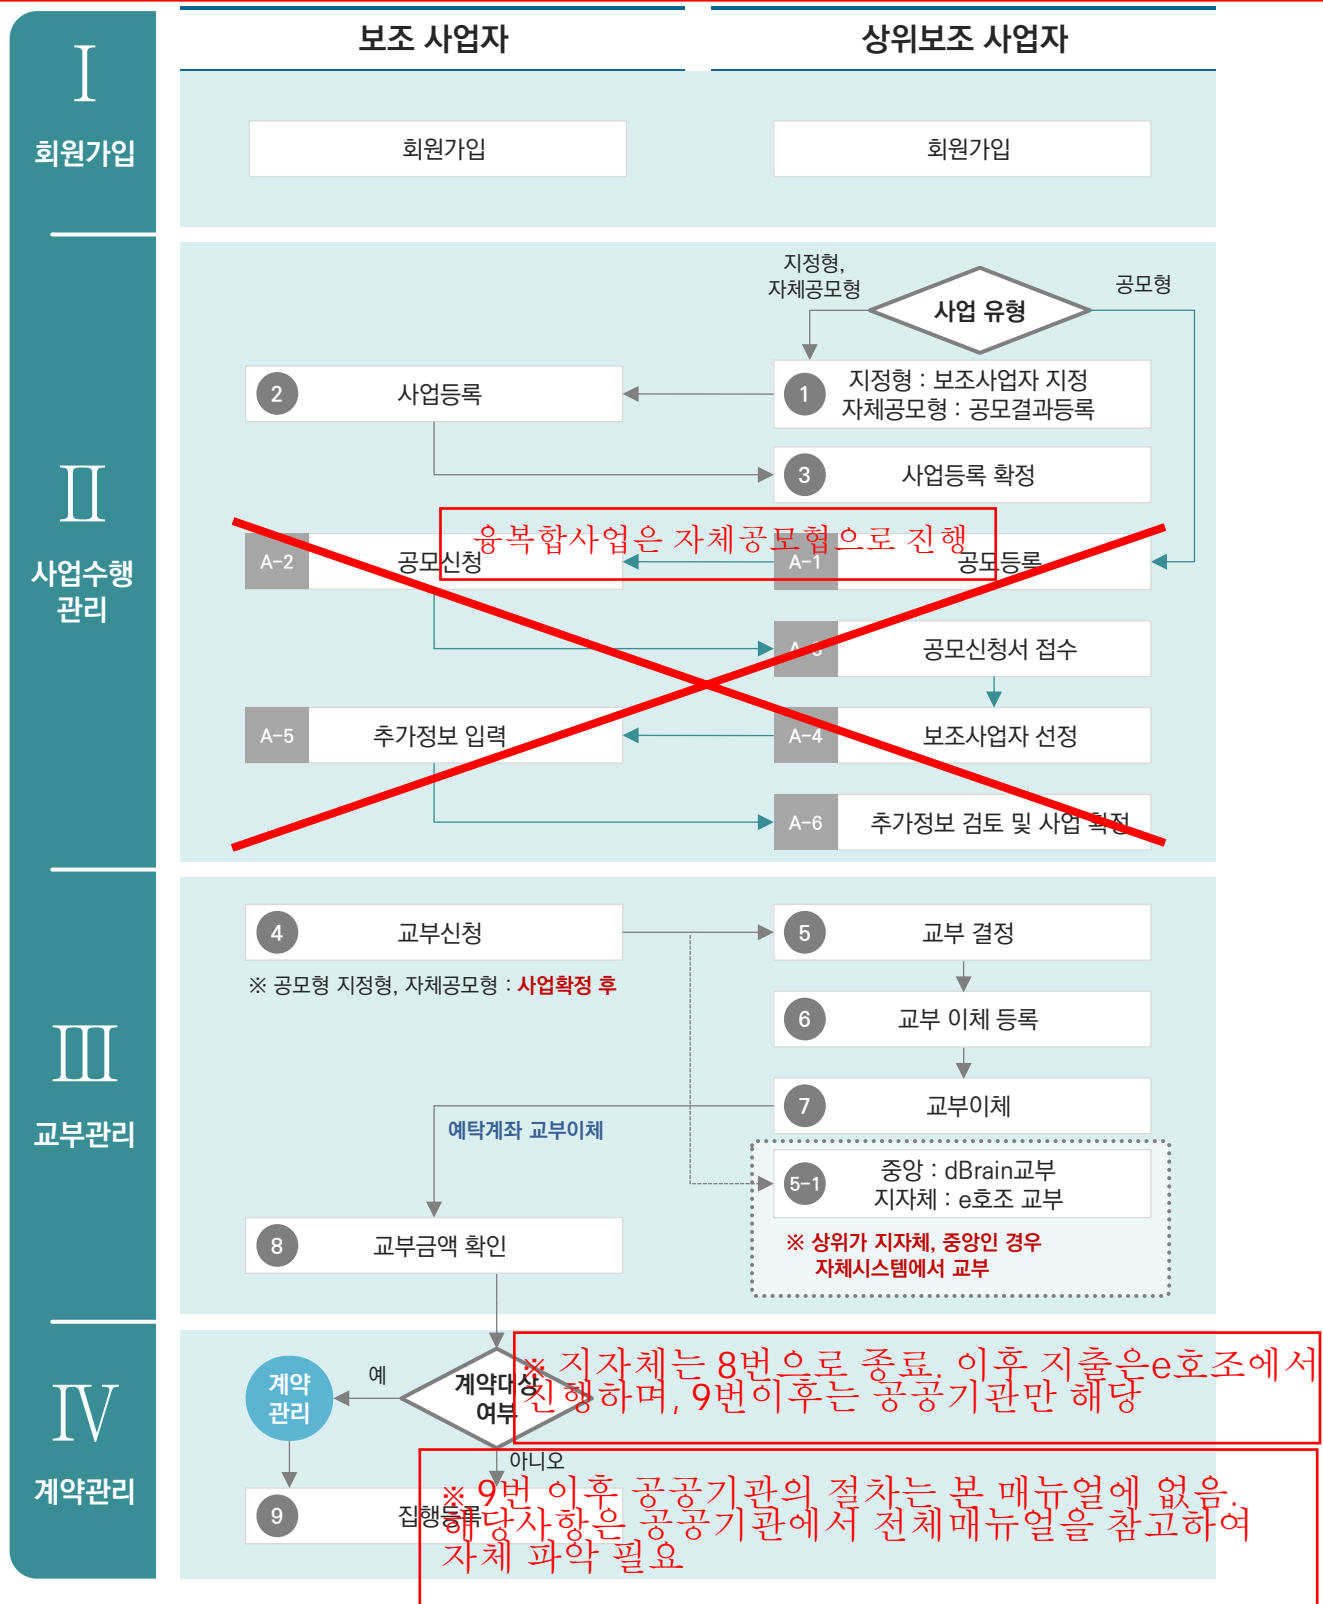 보조 사업자
상위보조 사업자
Ⅰ
회원가입
회원가입
회원가입
Ⅱ
사업수행
관리
지정형,
자체공모형
사업 유형
공모형
2
사업등록
1
지정형 : 보조사업자 지정
자체공모형 : 공모결과등록
3
사업등록 확정
융복합사업은 자체공모협으로 진행
A-2
공모신청
A-1
공모등록
A-3
공모신청서 접수
A-5
추가정보 입력
A-4
보조사업자 선정
A-6
추가정보 검토 및 사업 확정
Ⅲ
교부관리
4
교부신청
5
교부 결정
※ 공모형 지정형, 자체공모형 : 사업확정 후
6
교부 이체 등록
7
교부이체
예탁계좌 교부이체
5-1
중앙 : dBrain교부
지자체 : e호조 교부
8
교부금액 확인
※ 상위가 지자체, 중앙인 경우
자체시스템에서 교부
Ⅳ
계약관리
계약
관리
예
계약대상
여부
※ 지자체는 8번으로 종료. 이후 지출은e호조에서
진행하며, 9번이후는 공공기관만 해당
아니오
9
집행등록
※ 9번 이후 공공기관의 절차는 본 매뉴얼에 없음.
해당사항은 공공기관에서 전체매뉴얼을 참고하여
자체 파악 필요